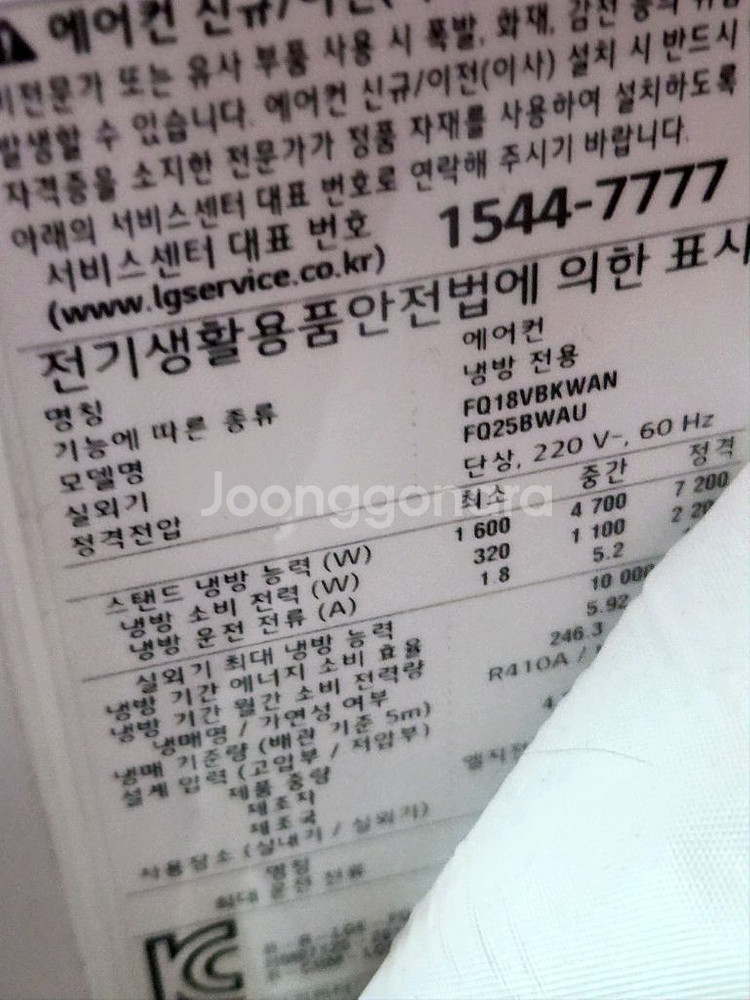 에어컨 신규/이전(
비전문가 또는 유사 부품 사용 시 폭발, 화재, 감전 등의 위험
발생할 수 있습니다. 에어컨 신규/이전(이사) 설치 시 반드시
자격증을 소지한 전문가가 정품 자재를 사용하여 설치하도록
아래의 서비스센터 대표 번호로 연락해 주시기 바랍니다.
서비스센터 대표 번호 1544-7777
(www.lgservice.co.kr)
전기생활용품안전법에 의한 표시
명칭 에어컨
기능에 따른 종류 냉방 전용
모델명 FQ18VBKWAN
실외기 FQ25BWAU
정격전압 단상, 220 V~, 60 Hz
Joonggonara
최소 중간 정격
스탠드 냉방 능력 (W) 1 600 4 700 7 200
냉방 소비 전력 (W) 320 1 100
냉방 운전 전류 (A) 1.8 5.2
실외기 최대 냉방 능력 10 000
냉방 기간 에너지 소비 효율 5.92
냉방 기간 월간 소비 전력량 246.3
냉매명 / 가연성 여부 R410A /
냉매 기준량 (배관 기준 5m)
설계 압력 (고압부 / 저압부)
제품 중량
제조자
제조국
사용장소 (실내기 / 실외기)
명칭
최대 운전 전류